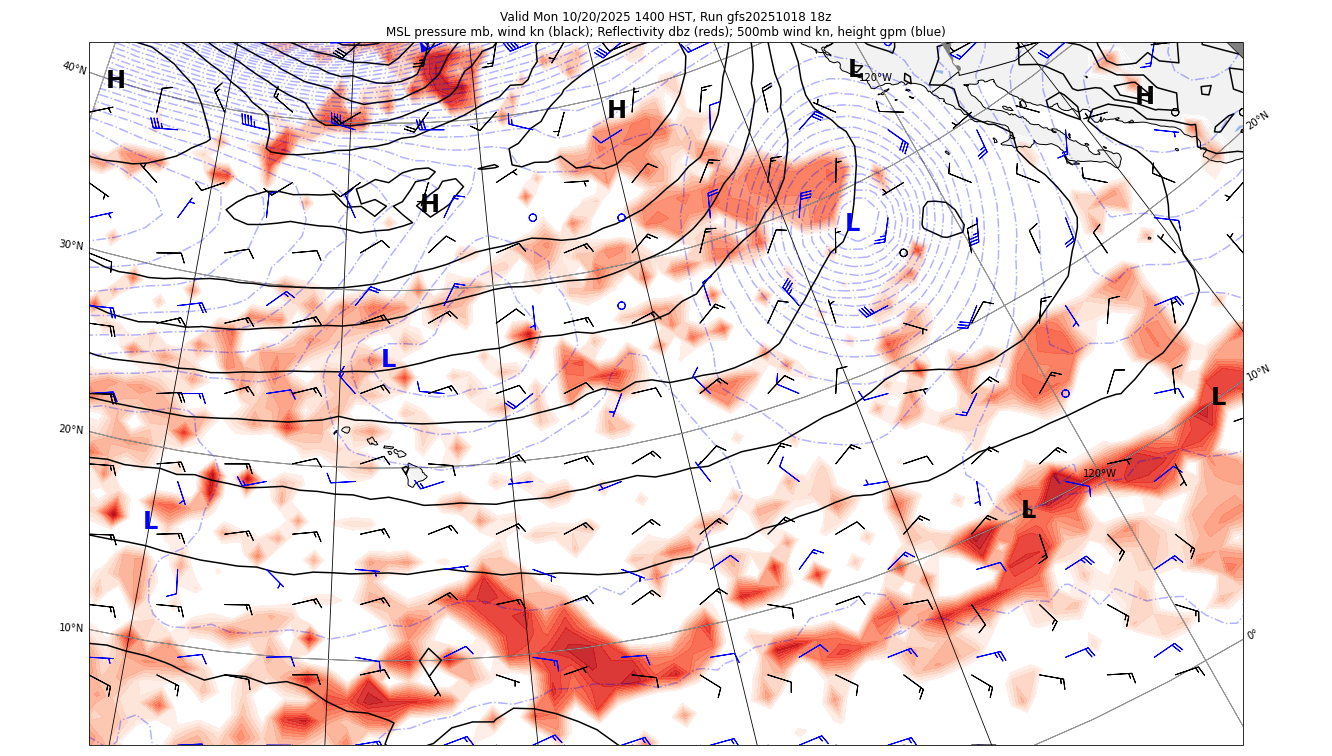 Valid Mon 10/20/2025 1400 HST, Run gfs20251018 18z
MSL pressure mb, wind kn (black); Reflectivity dbz (reds); 500mb wind kn, height gpm (blue)
40°N
H
H
L
120°W
H
20°N
H
L
30°N
L
10°N
L
20°N
120°W
L
L
10°N
0°